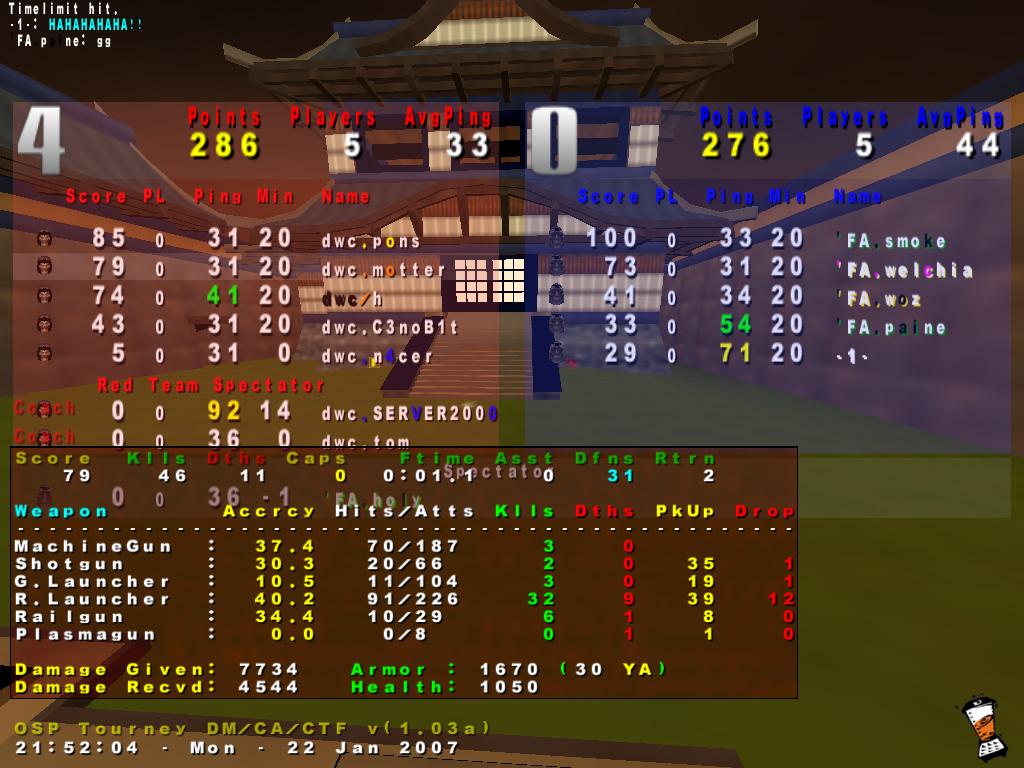 Timelimit hit.
-1-: HAHAHAHAHA!!
'FA paine: gg
4 Points Players AvgPing
286 5 33
Score PL Ping Min Name
85 0 31 20 dwc.pons
79 0 31 20 dwc.motter
74 0 41 20 dwc/h
43 0 31 20 dwc.C3noB1t
5 0 31 0 dwc.n4cer
Red Team Spectator
Coach 0 0 92 14 dwc.SERVER2000
Coach 0 0 36 0 dwc.tom
0 Points Players AvgPing
276 5 44
Score PL Ping Min Name
100 0 33 20 'FA.smoke
73 0 31 20 'FA.welchia
41 0 34 20 'FA.woz
33 0 54 20 'FA.paine
29 0 71 20 -1-
Spectator
0 0 36 -1 'FA.holy
Score Klls Dths Caps Ftime Asst Dfns Rtrn
79 46 11 0 0:01.1 0 31 2
Weapon Accrcy Hits/Atts Klls Dths PkUp Drop
MachineGun : 37.4 70/187 3 0
Shotgun : 30.3 20/66 2 0 35 1
G.Launcher : 10.5 11/104 3 0 19 1
R.Launcher : 40.2 91/226 32 9 39 12
Railgun : 34.4 10/29 6 1 8 0
Plasmagun : 0.0 0/8 0 1 1 0
Damage Given: 7734 Armor : 1670 (30 YA)
Damage Recvd: 4544 Health: 1050
OSP Tourney DM/CA/CTF v(1.03a)
21:52:04 - Mon - 22 Jan 2007